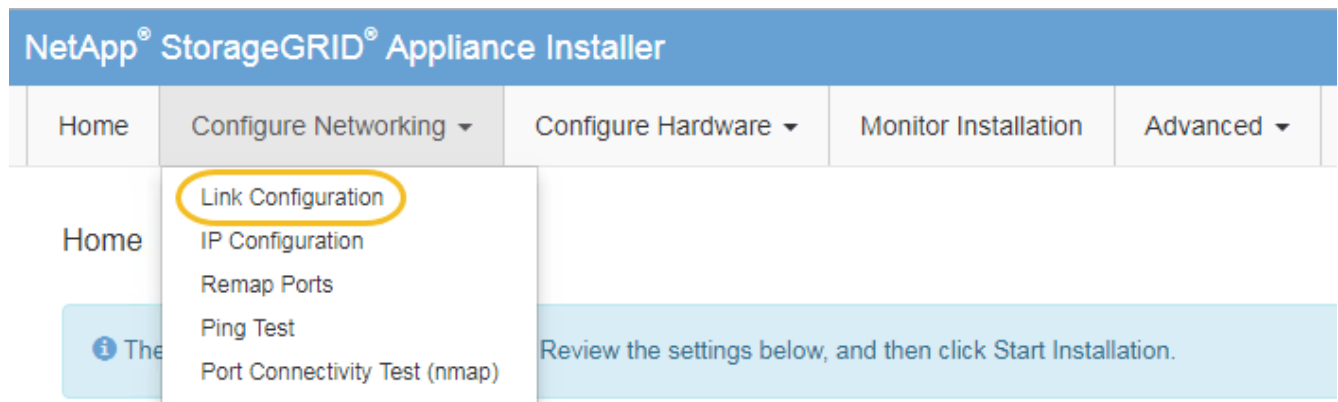 NetApp® StorageGRID® Appliance Installer
Home Configure Networking Configure Hardware Monitor Installation Advanced
Link Configuration
Home
IP Configuration
Remap Ports
Ping Test
The Review the settings below, and then click Start Installation.
Port Connectivity Test (nmap)